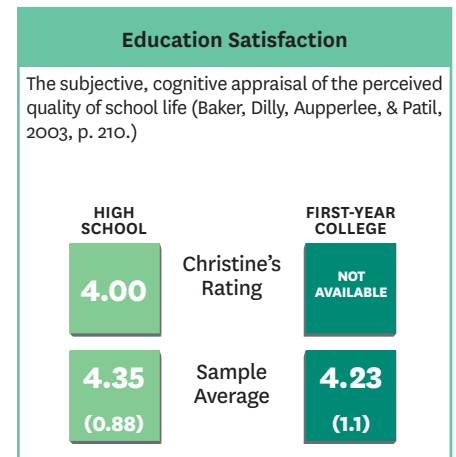 Education Satisfaction
The subjective, cognitive appraisal of the perceived
quality of school life (Baker, Dilly, Aupperlee, & Patil,
2003, p. 210.)
HIGH
SCHOOL
FIRST-YEAR
COLLEGE
4.00
Christine’s
Rating
NOT
AVAILABLE
4.35
(0.88)
Sample
Average
4.23
(1.1)